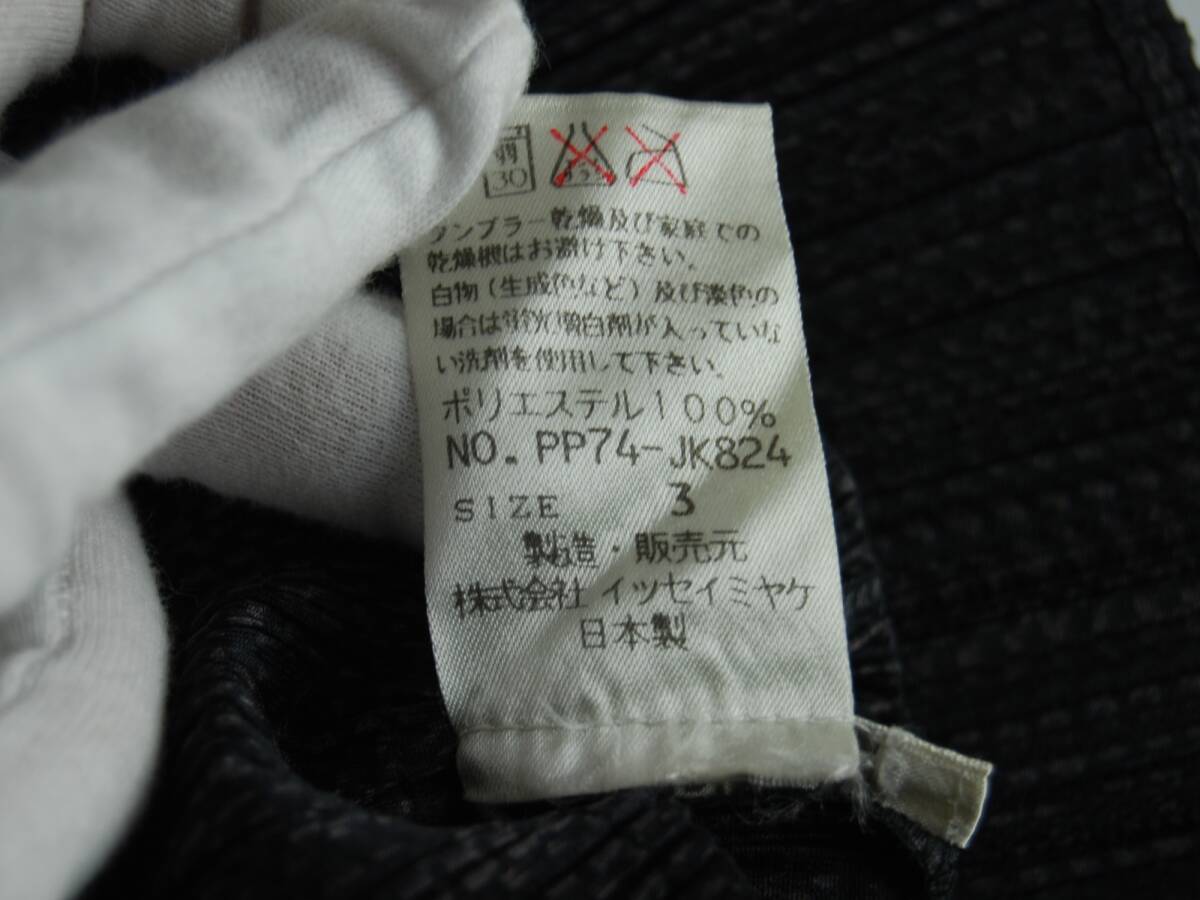 弱
30
タンブラー乾燥及び家庭での
乾燥機はお避け下さい。
白物(生成色など)及び淡色の
場合は蛍光増白剤が入っていな
い洗剤を使用して下さい。
ポリエステル100%
NO. PP74-JK824
SIZE 3
製造・販売元
株式会社イッセイミヤケ
日本製